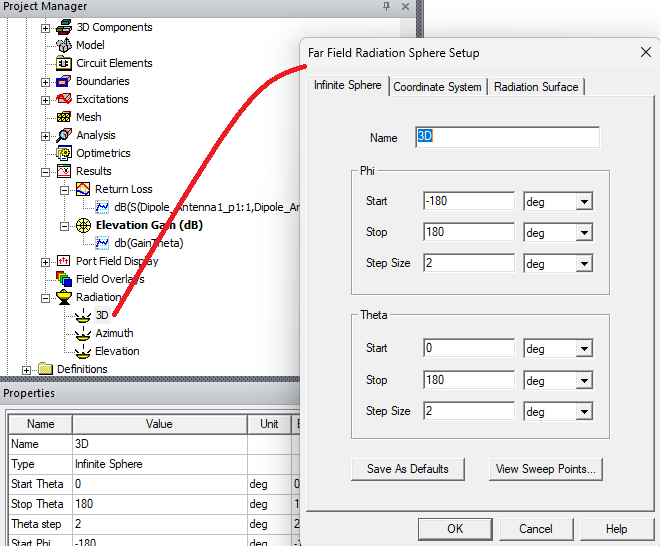 Project Manager
3D Components
Model
Circuit Elements
Boundaries
Excitations
Mesh
Analysis
Optimetrics
Results
Return Loss
dB(S(Dipole_Antenna1_p1:1,Dipole_An
Elevation Gain (dB)
db(GainTheta)
Port Field Display
Field Overlays
Radiation
3D
Azimuth
Elevation
Definitions
Properties
Name Value Unit E
Name 3D
Type Infinite Sphere
Start Theta 0 deg 0
Stop Theta 180 deg 1
Theta step 2 deg 2
Start Phi -180 deg
Far Field Radiation Sphere Setup
Infinite Sphere Coordinate System Radiation Surface
Name 3D
Phi
Start -180 deg
Stop 180 deg
Step Size 2 deg
Theta
Start 0 deg
Stop 180 deg
Step Size 2 deg
Save As Defaults View Sweep Points...
OK Cancel Help